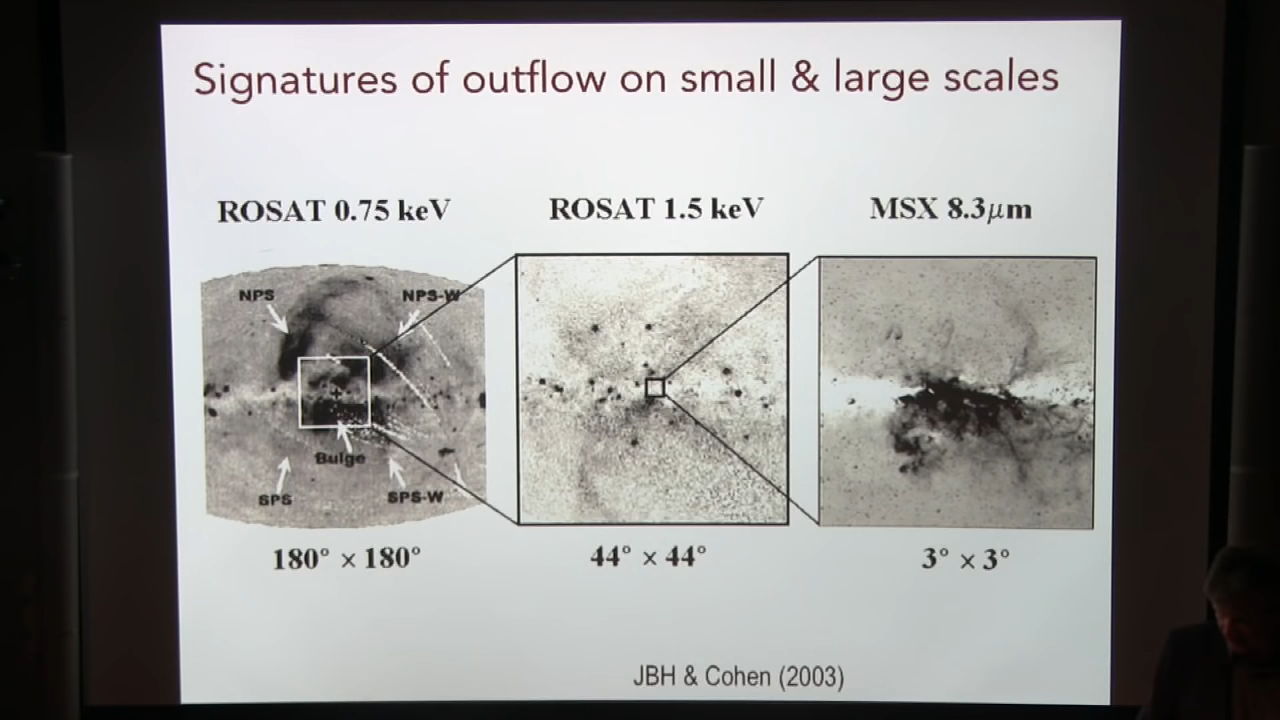 Signatures of outflow on small & large scales
ROSAT 0.75 keV
ROSAT 1.5 keV
MSX 8.3μm
NPS
NPS-W
Bulge
SPS
SPS-W
180° × 180°
44° × 44°
3° × 3°
JBH & Cohen (2003)